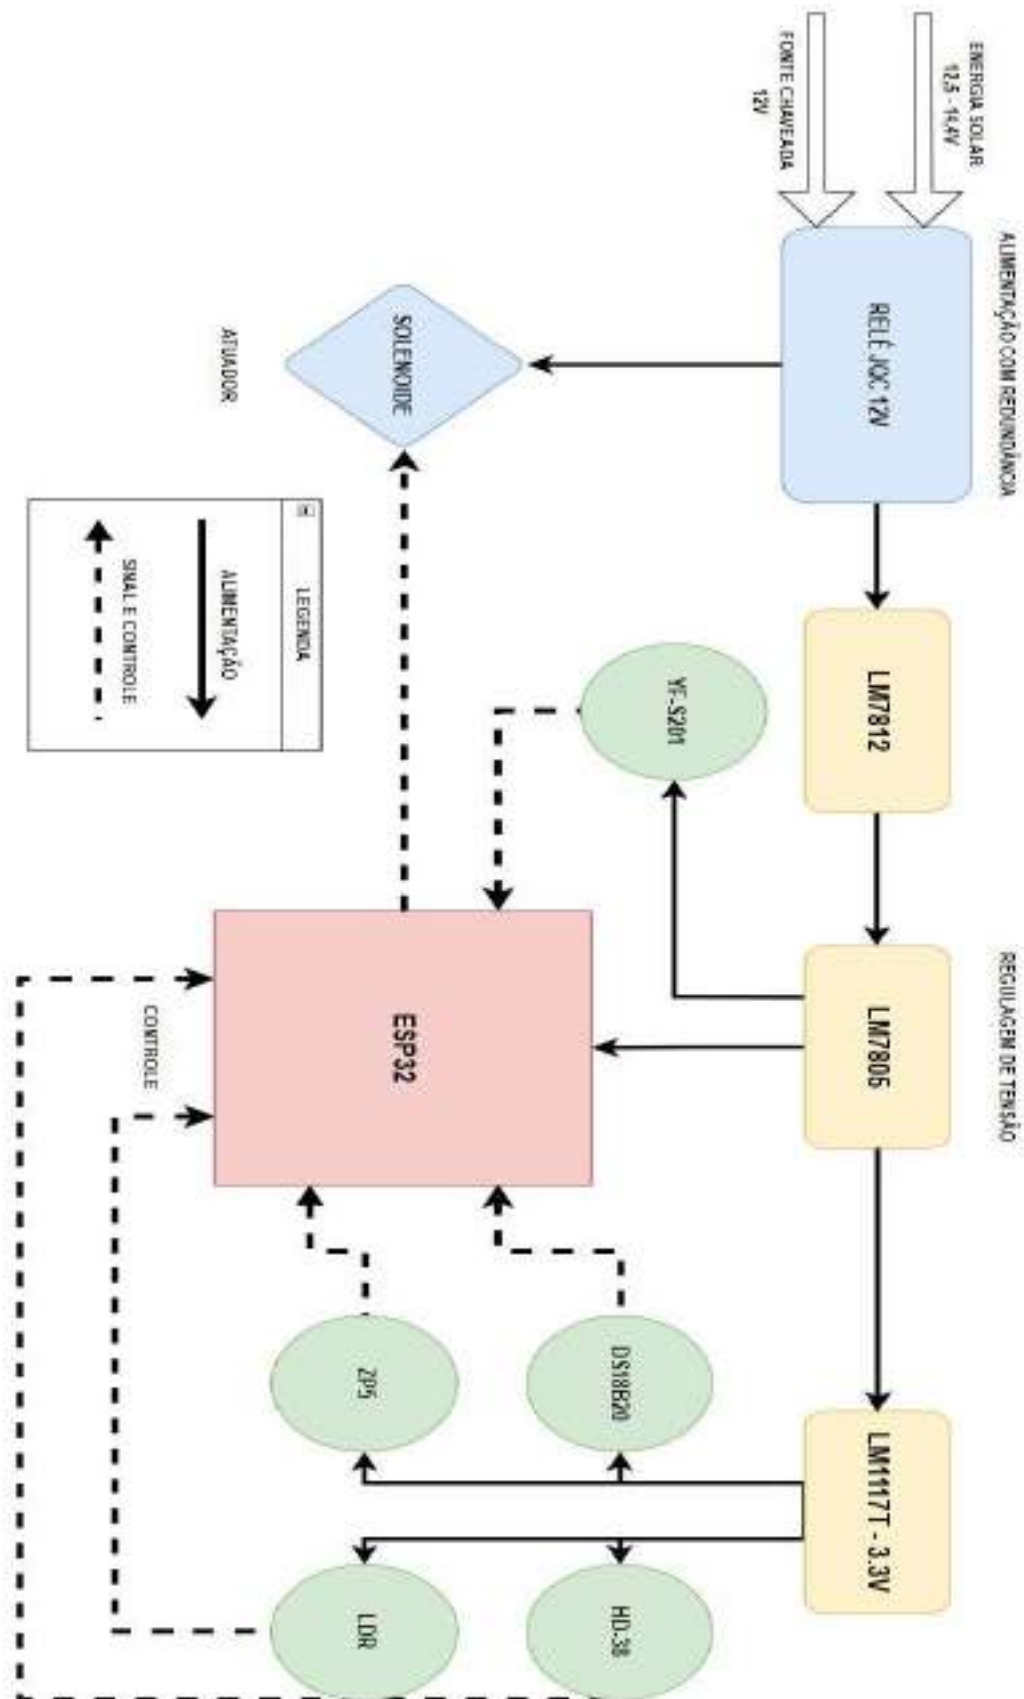 ALIMENTAÇÃO COM REDUNDÂNCIA
REGULAGEM DE TENSÃO
ENERGIA SOLAR
12,5 - 14,4V
FONTE CHAVEADA
12V
RELÉ JQC 12V
LM7812
LM7805
LM1117T - 3.3V
YF-S201
DS18B20
HD-38
SOLENOIDE
ESP32
ZP5
LDR
ATUADOR
CONTROLE
LEGENDA
ALIMENTAÇÃO
SINAL E CONTROLE